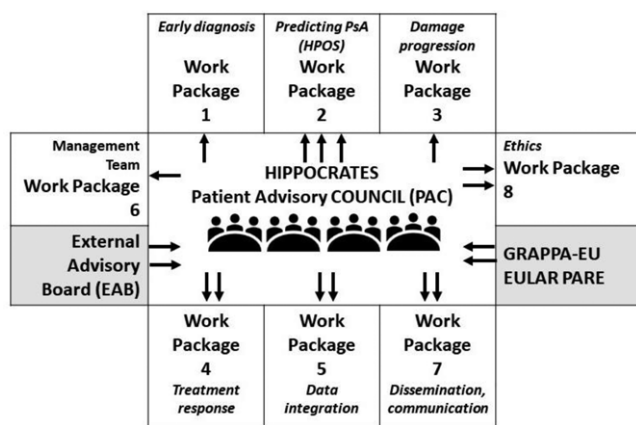 Early diagnosis
Work
Package
1
Predicting PsA
(HPOS)
Work
Package
2
Damage
progression
Work
Package
3
Management
Team
Work Package
6
HIPPOCRATES
Patient Advisory COUNCIL (PAC)
Ethics
Work Package
8
External
Advisory
Board (EAB)
GRAPPA-EU
EULAR PARE
Work
Package
4
Treatment
response
Work
Package
5
Data
integration
Work
Package
7
Dissemination,
communication